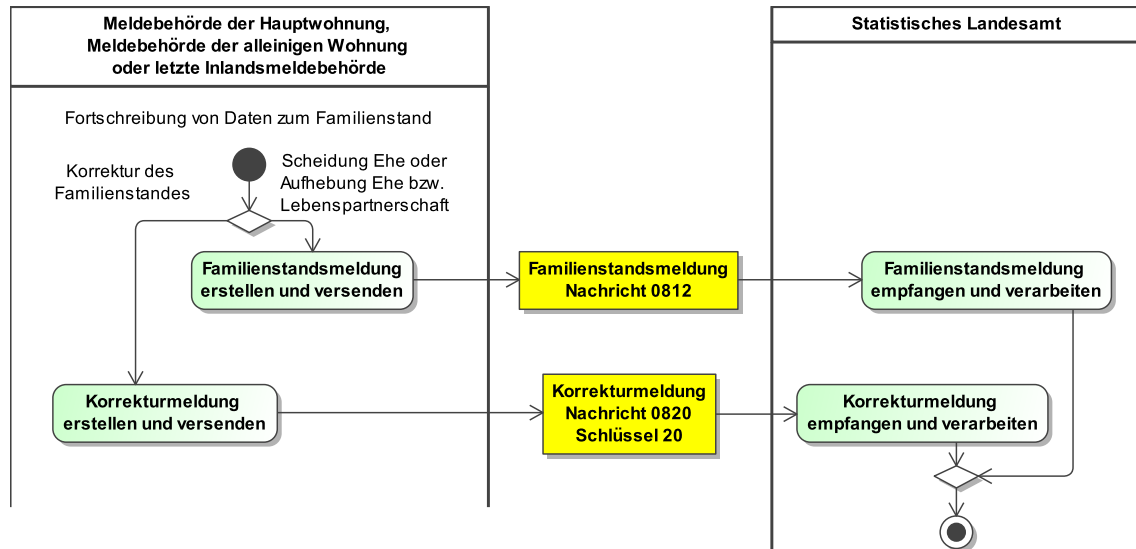 Meldebehörde der Hauptwohnung,
Meldebehörde der alleinigen Wohnung
oder letzte Inlandsmeldebehörde
Statistisches Landesamt
Fortschreibung von Daten zum Familienstand
Korrektur des
Familienstandes
Scheidung Ehe oder
Aufhebung Ehe bzw.
Lebenspartnerschaft
Familienstandsmeldung
erstellen und versenden
Familienstandsmeldung
Nachricht 0812
Familienstandsmeldung
empfangen und verarbeiten
Korrekturmeldung
erstellen und versenden
Korrekturmeldung
Nachricht 0820
Schlüssel 20
Korrekturmeldung
empfangen und verarbeiten